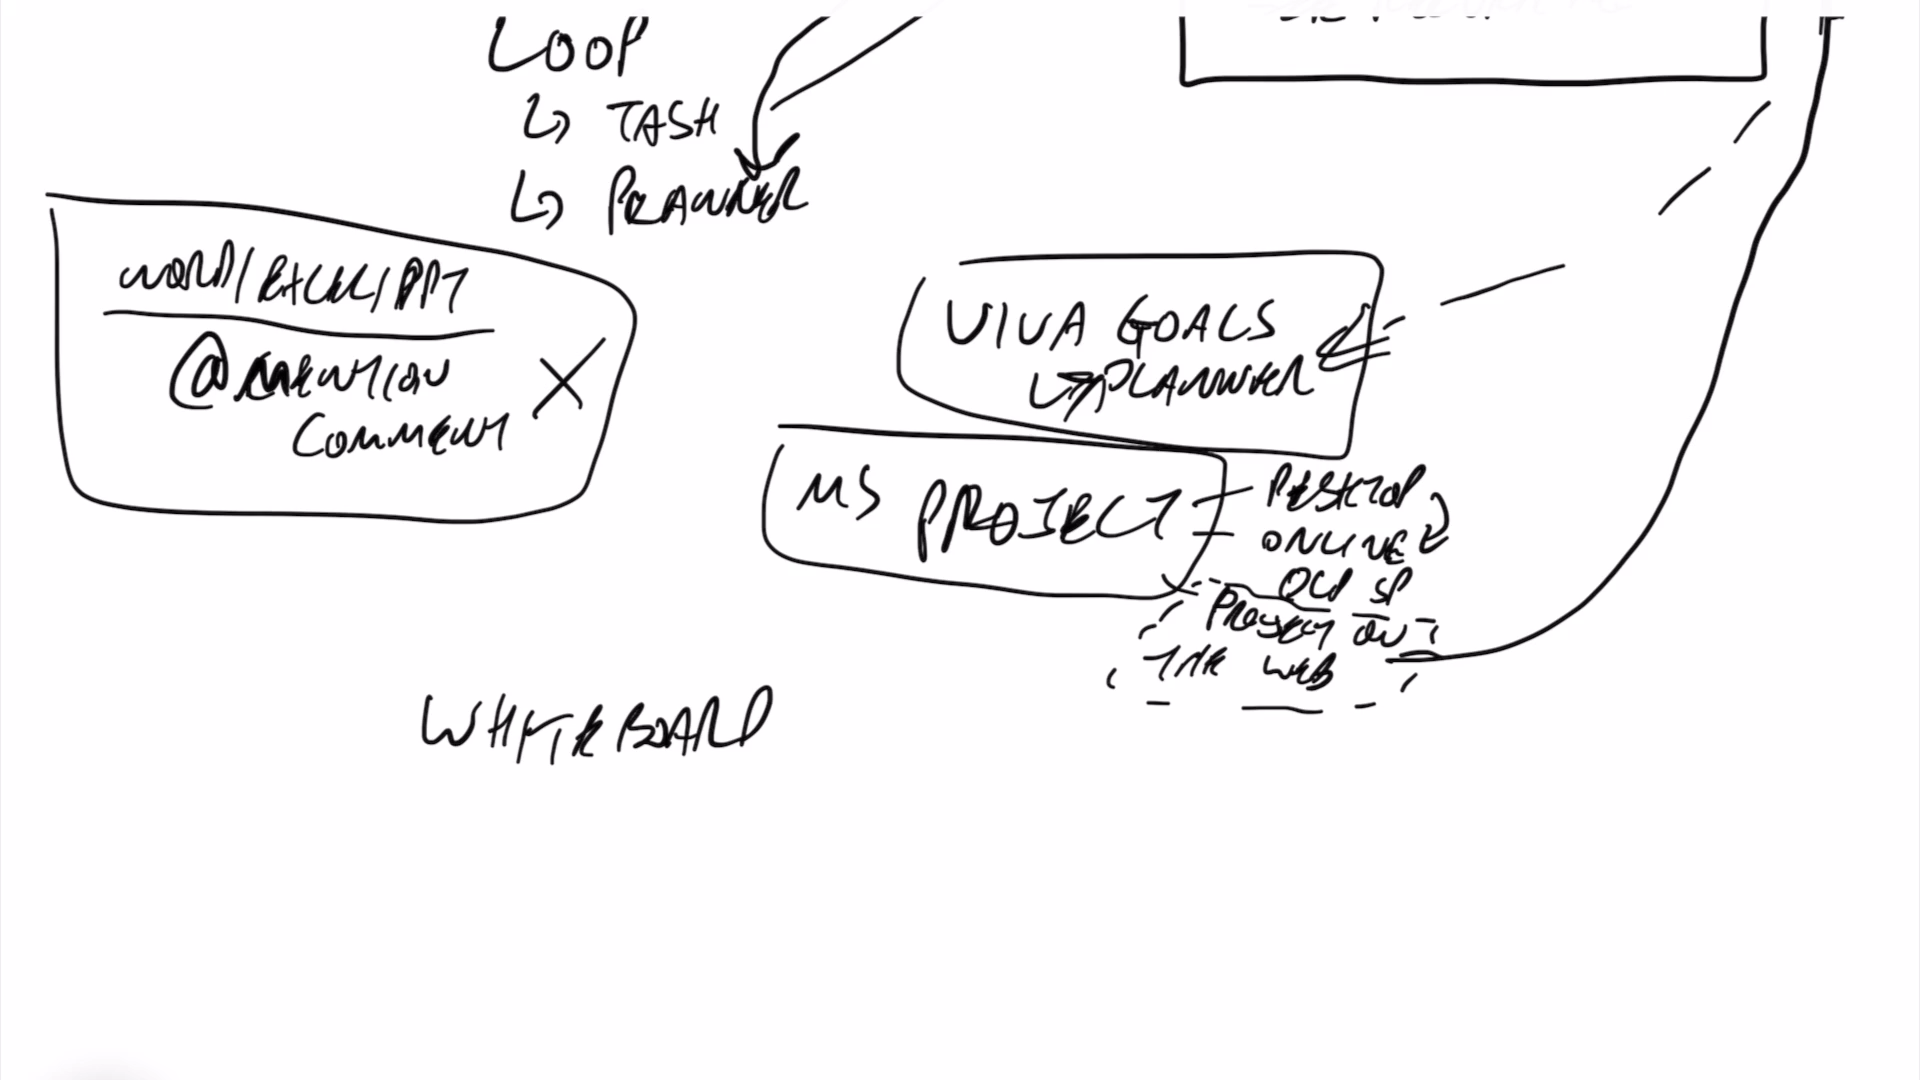 LOOP
↳ TASK
↳ PLANNER
WORD/EXCEL/PPT
@MENTION
COMMENT X
VIVA GOALS
↳ PLANNER
MS PROJECT
DESKTOP
ONLINE
OLD SP
PROJECT ON
THE WEB
WHITEBOARD